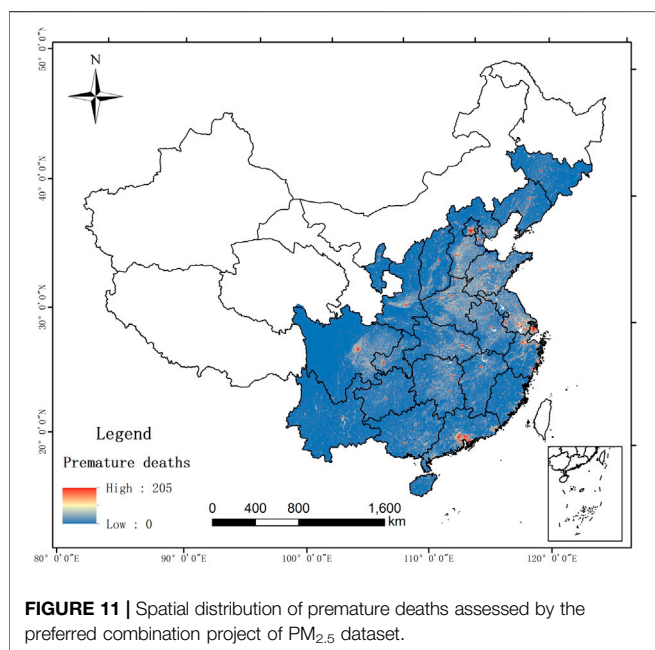 50° 0′0″N
40° 0′0″N
30° 0′0″N
20° 0′0″N
N
Legend
Premature deaths
High : 205
Low : 0
0 400 800 1,600
km
80° 0′0″E 90° 0′0″E 100° 0′0″E 110° 0′0″E 120° 0′0″E
FIGURE 11 | Spatial distribution of premature deaths assessed by the
preferred combination project of PM2.5 dataset.